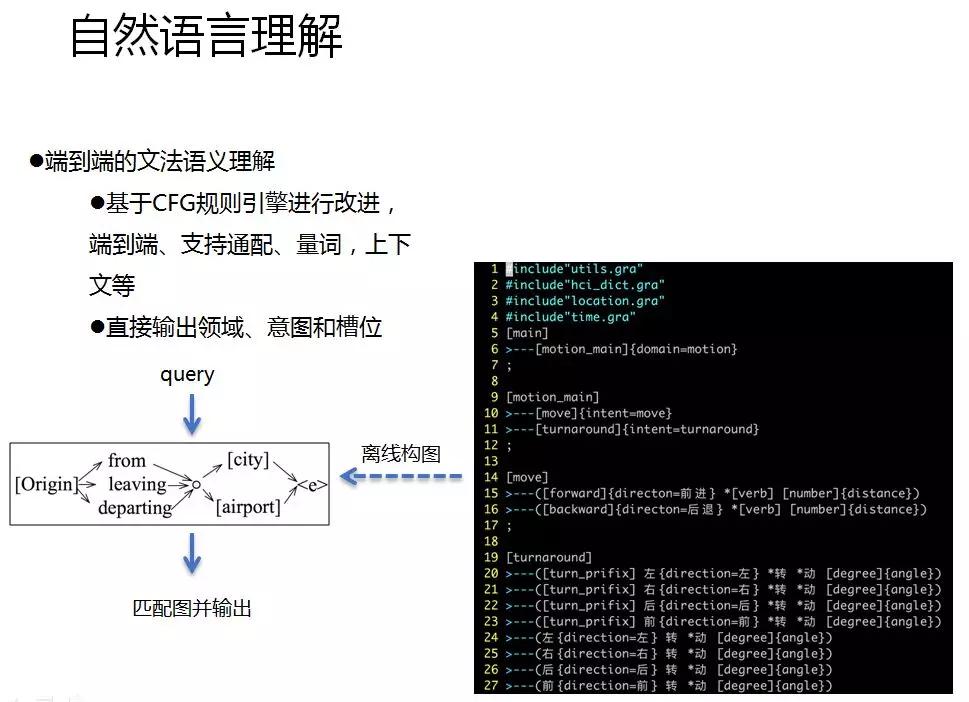 自然语言理解
●端到端的文法语义理解
●基于CFG规则引擎进行改进，
端到端、支持通配、量词，上下
文等
●直接输出领域、意图和槽位
query
离线构图
[Origin]
from
leaving
departing
[city]
[airport]
<e>
匹配图并输出
1 #include"utils.gra"
2 #include"hci_dict.gra"
3 #include"location.gra"
4 #include"time.gra"
5 [main]
6 >---[motion_main]{domain=motion}
7 ;
8
9 [motion_main]
10 >---[move]{intent=move}
11 >---[turnaround]{intent=turnaround}
12 ;
13
14 [move]
15 >---([forward]{directon=前进} *[verb] [number]{distance})
16 >---([backward]{directon=后退} *[verb] [number]{distance})
17 ;
18
19 [turnaround]
20 >---([turn_prifix] 左{direction=左} *转 *动 [degree]{angle})
21 >---([turn_prifix] 右{direction=右} *转 *动 [degree]{angle})
22 >---([turn_prifix] 后{direction=后} *转 *动 [degree]{angle})
23 >---([turn_prifix] 前{direction=前} *转 *动 [degree]{angle})
24 >---(左{direction=左} 转 *动 [degree]{angle})
25 >---(右{direction=右} 转 *动 [degree]{angle})
26 >---(后{direction=后} 转 *动 [degree]{angle})
27 >---(前{direction=前} 转 *动 [degree]{angle})